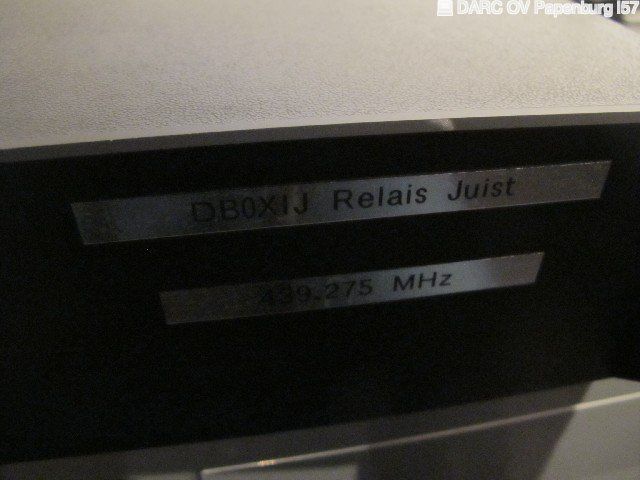 DARC OV Papenburg I57
DB0XIJ Relais Juist
439.275 MHz